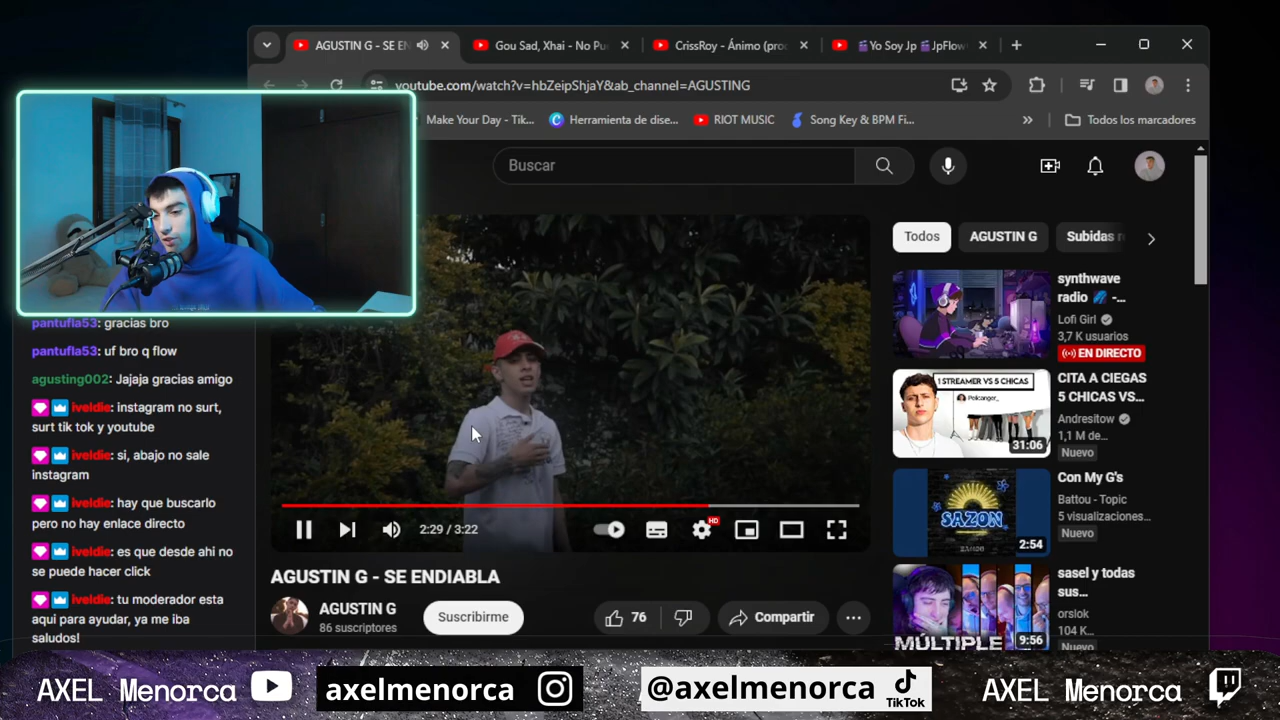 AGUSTIN G - SE EN
Gou Sad, Xhai - No Pu
CrissRoy - Ánimo (pro
Yo Soy Jp JpFlow
youtube.com/watch?v=hbZeipShjaY&ab_channel=AGUSTING
Make Your Day - Tik...
Herramienta de dise...
RIOT MUSIC
Song Key & BPM Fi...
Todos los marcadores
Buscar
Todos
AGUSTIN G
Subidas r
synthwave
radio -...
Lofi Girl
3,7 K usuarios
EN DIRECTO
1 STREAMER VS 5 CHICAS
Policanger_
31:06
CITA A CIEGAS
5 CHICAS VS...
Andresitow
1,1 M de...
Nuevo
SAZON
2:54
Con My G's
Battou - Topic
5 visualizaciones...
Nuevo
MÚLTIPLE
9:56
sasel y todas
sus...
orslok
104 K...
Nuevo
2:29 / 3:22
HD
AGUSTIN G - SE ENDIABLA
AGUSTIN G
86 suscriptores
Suscribirme
76
Compartir
pantufla53: gracias bro
pantufla53: uf bro q flow
agusting002: Jajaja gracias amigo
iveldie: instagram no surt,
surt tik tok y youtube
iveldie: si, abajo no sale
instagram
iveldie: hay que buscarlo
pero no hay enlace directo
iveldie: es que desde ahi no
se puede hacer click
iveldie: tu moderador esta
aqui para ayudar, ya me iba
saludos!
AXEL Menorca
axelmenorca
@axelmenorca
TikTok
AXEL Menorca